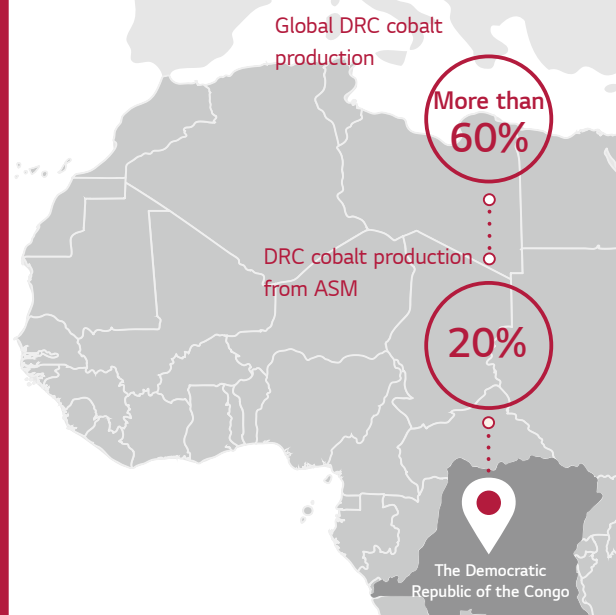 Global DRC cobalt
production
More than
60%
DRC cobalt production
from ASM
20%
The Democratic
Republic of the Congo